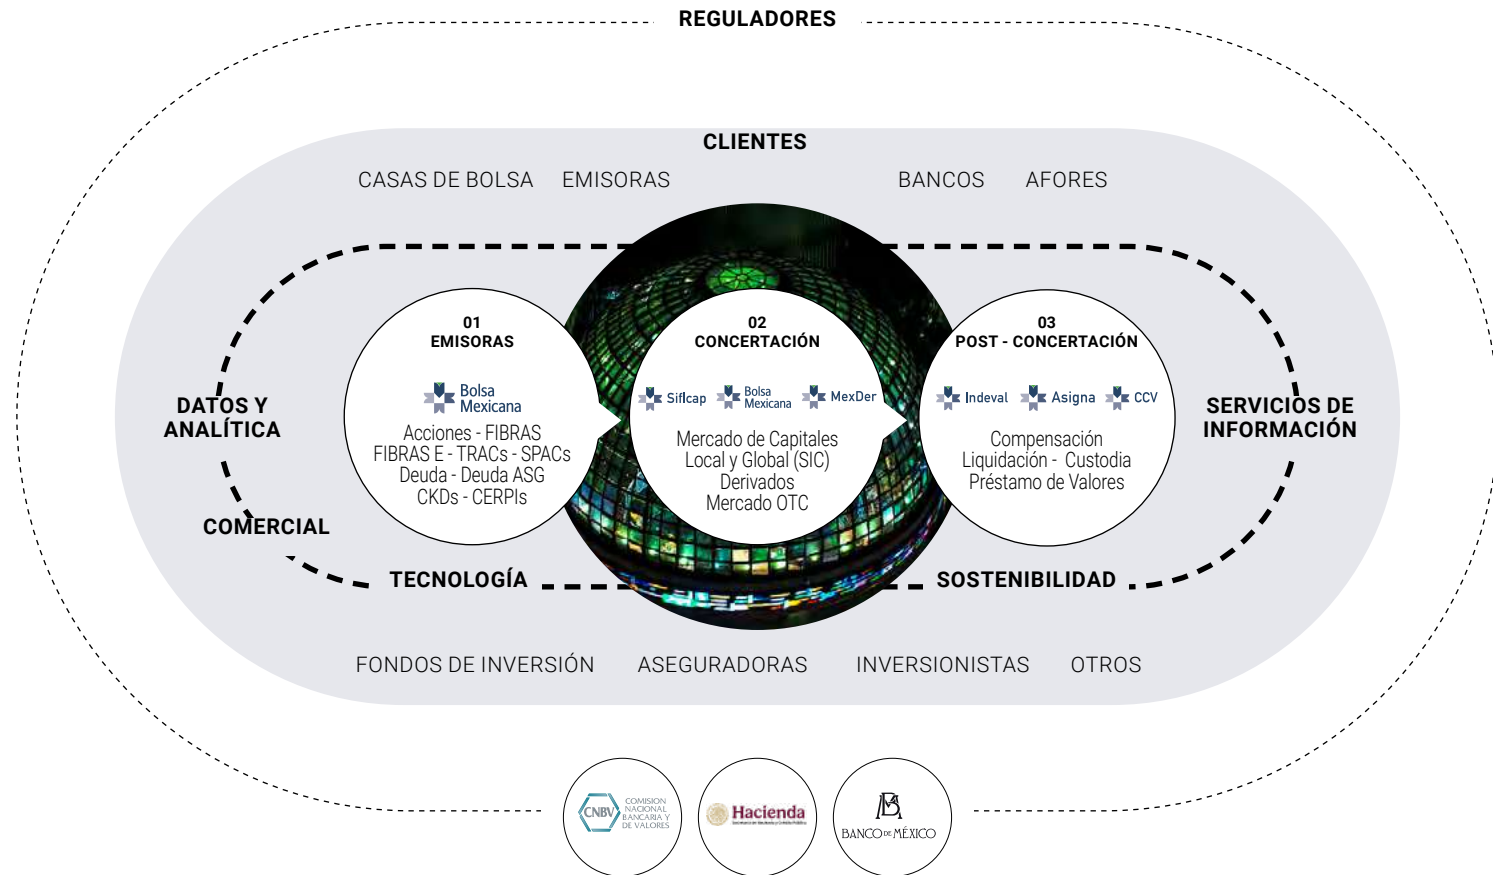 REGULADORES
CLIENTES
CASAS DE BOLSA EMISORAS BANCOS AFORES
01
EMISORAS
Bolsa
Mexicana
Acciones - FIBRAS
FIBRAS E - TRACs - SPACs
Deuda - Deuda ASG
CKDs - CERPIs
02
CONCERTACIÓN
SifIcap
Bolsa
Mexicana
MexDer
Mercado de Capitales
Local y Global (SIC)
Derivados
Mercado OTC
03
POST - CONCERTACIÓN
Indeval Asigna CCV
Compensación
Liquidación - Custodia
Préstamo de Valores
DATOS Y
ANALÍTICA
SERVICIOS DE
INFORMACIÓN
COMERCIAL
TECNOLOGÍA
SOSTENIBILIDAD
FONDOS DE INVERSIÓN ASEGURADORAS INVERSIONISTAS OTROS
CNBV
COMISION
NACIONAL
BANCARIA Y
DE VALORES
Hacienda
BM
BANCO DE MÉXICO